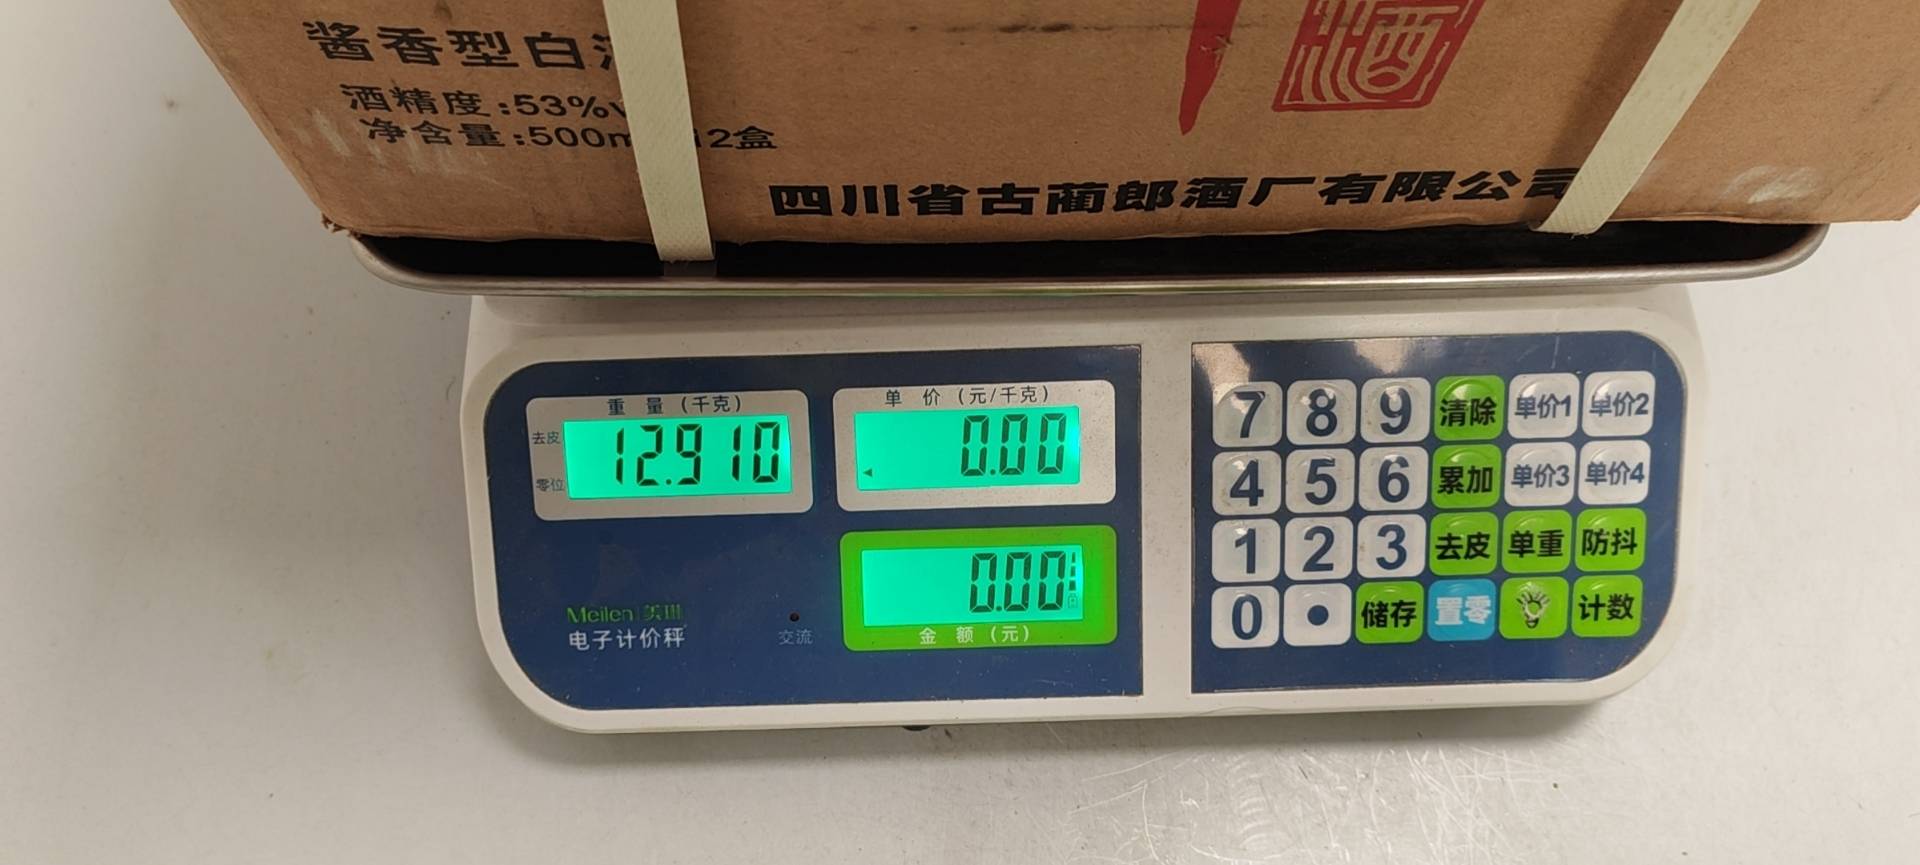 酱香型白
酒精度:53%v
净含量:500m 12盒
酒
四川省古蔺郎酒厂有限公司
重 量 (千克)
去皮
零位
12.910
单 价 (元/千克)
0.00
0.00
金 额 (元)
Meilen 美琳
电子计价秤
交流
7 8 9 清除 单价1 单价2
4 5 6 累加 单价3 单价4
1 2 3 去皮 单重 防抖
0 • 储存 置零 计数